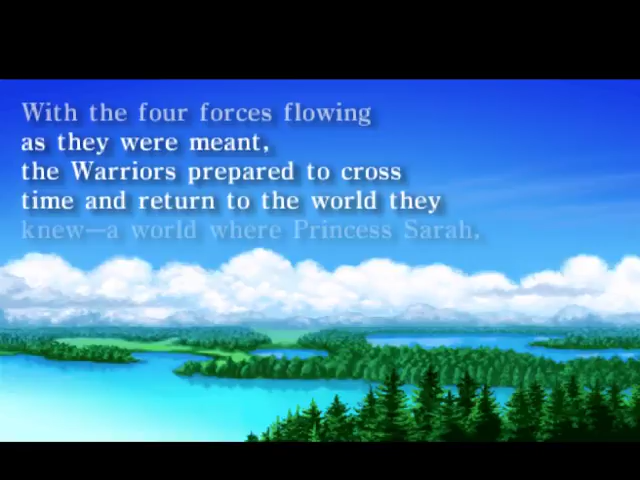 With the four forces flowing
as they were meant,
the Warriors prepared to cross
time and return to the world they
knew—a world where Princess Sarah,